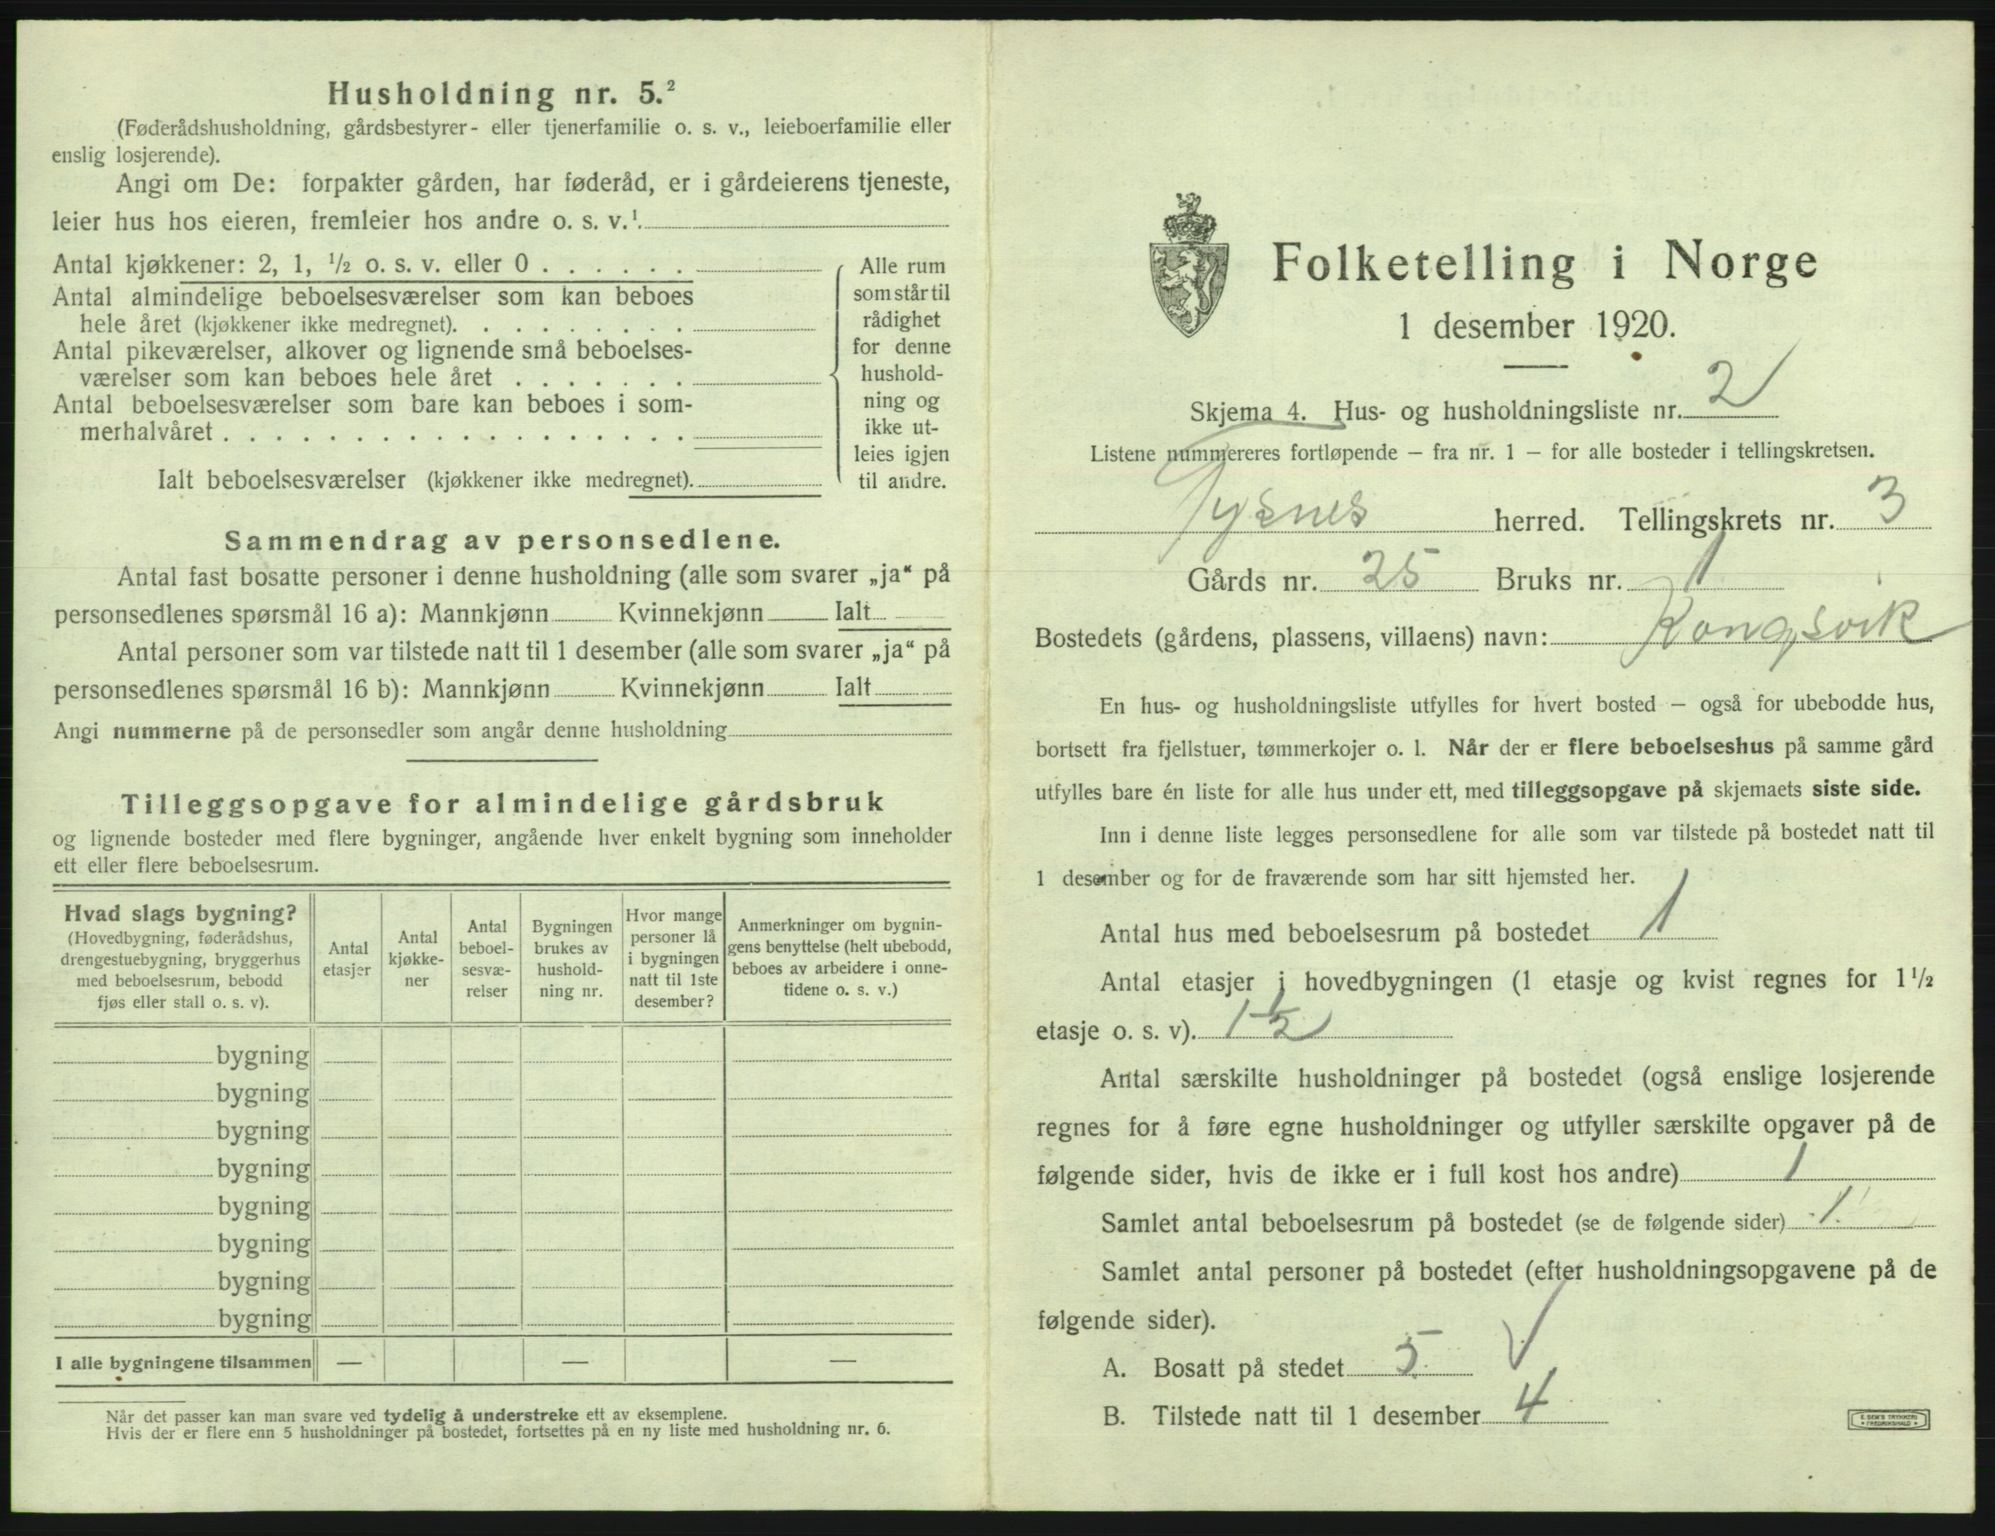 Husholdning nr. 5.²
(Føderådshusholdning, gårdsbestyrer- eller tjenerfamilie o. s. v., leieboerfamilie eller
enslig losjerende).
Angi om De: forpakter gården, har føderåd, er i gårdeierens tjeneste,
leier hus hos eieren, fremleier hos andre o. s. v.¹
Antal kjøkkener: 2, 1, ½ o. s. v. eller 0 . . . . . .
Antal almindelige beboelsesværelser som kan beboes
hele året (kjøkkener ikke medregnet). . . . . . . . .
Antal pikeværelser, alkover og lignende små beboelses-
værelser som kan beboes hele året . . . . . . .
Antal beboelsesværelser som bare kan beboes i som-
merhalvåret . . . . . . . . . . . . . . . . . .
Ialt beboelsesværelser (kjøkkener ikke medregnet).
Alle rum
som står til
rådighet
for denne
hushold-
ning og
ikke ut-
leies igjen
til andre.
Sammendrag av personsedlene.
Antal fast bosatte personer i denne husholdning (alle som svarer „ja“ på
personsedlenes spørsmål 16 a): Mannkjønn Kvinnekjønn Ialt
Antal personer som var tilstede natt til 1 desember (alle som svarer „ja“ på
personsedlenes spørsmål 16 b): Mannkjønn Kvinnekjønn Ialt
Angi nummerne på de personsedler som angår denne husholdning
Tilleggsopgave for almindelige gårdsbruk
og lignende bosteder med flere bygninger, angående hver enkelt bygning som inneholder
ett eller flere beboelsesrum.
Hvad slags bygning?
(Hovedbygning, føderådshus,
drengestuebygning, bryggerhus
med beboelsesrum, bebodd
fjøs eller stall o. s. v).
Antal
etasjer
Antal
kjøkke-
ner
Antal
beboel-
sesvæ-
relser
Bygningen
brukes av
hushold-
ning nr.
Hvor mange
personer lå
i bygningen
natt til 1ste
desember?
Anmerkninger om bygnin-
gens benyttelse (helt ubebodd,
beboes av arbeidere i onne-
tidene o. s. v.)
bygning
bygning
bygning
bygning
bygning
bygning
bygning
bygning
I alle bygningene tilsammen — — —
Når det passer kan man svare ved tydelig å understreke ett av eksemplene.
Hvis der er flere enn 5 husholdninger på bostedet, fortsettes på en ny liste med husholdning nr. 6.
Folketelling i Norge
1 desember 1920.
Skjema 4. Hus- og husholdningsliste nr. 2
Listene nummereres fortløpende – fra nr. 1 – for alle bosteder i tellingskretsen.
Tysnes herred. Tellingskrets nr. 3
Gårds nr. 25 Bruks nr. 1
Bostedets (gårdens, plassens, villaens) navn: Kongsvik
En hus- og husholdningsliste utfylles for hvert bosted – også for ubebodde hus,
bortsett fra fjellstuer, tømmerkojer o. l. Når der er flere beboelseshus på samme gård
utfylles bare én liste for alle hus under ett, med tilleggsopgave på skjemaets siste side.
Inn i denne liste legges personsedlene for alle som var tilstede på bostedet natt til
1 desember og for de fraværende som har sitt hjemsted her.
Antal hus med beboelsesrum på bostedet 1
Antal etasjer i hovedbygningen (1 etasje og kvist regnes for 1½
etasje o. s. v). 1½
Antal særskilte husholdninger på bostedet (også enslige losjerende
regnes for å føre egne husholdninger og utfyller særskilte opgaver på de
følgende sider, hvis de ikke er i full kost hos andre) 1
Samlet antal beboelsesrum på bostedet (se de følgende sider) 1
Samlet antal personer på bostedet (efter husholdningsopgavene på de
følgende sider).
A. Bosatt på stedet 5
B. Tilstede natt til 1 desember 4